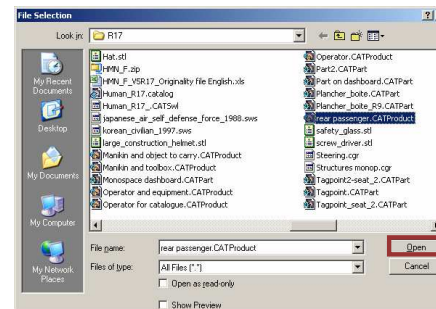 File Selection
Look in:
R17
My Recent Documents
Desktop
My Documents
My Computer
My Network Places
Hat.stl
HMN_F.zip
HMN_F_VSR17_Originality file English.xls
Human_R17.catalog
Human_R17_.CATSwl
japanese_air_self_defense_force_1988.sws
korean_civilian_1997.sws
large_construction_helmet.stl
Manikin and object to carry.CATProduct
Manikin and toolbox.CATProduct
Monospace dashboard.CATPart
Operator and equipment.CATProduct
Operator for catalogue.CATProduct
Operator.CATProduct
Part2.CATPart
Part on dashboard.CATPart
Plancher_boite.CATPart
Plancher_boite_R9.CATPart
rear passenger.CATProduct
safety_glass.stl
screw_driver.stl
Steering.cgr
Structures monop.cgr
Tagpoint2-seat_2.CATPart
Tagpoint.CATPart
Tagpoint_seat_2.CATPart
File name:
rear passenger.CATProduct
Open
Files of type:
All Files (*.*)
Cancel
Open as read-only
Show Preview